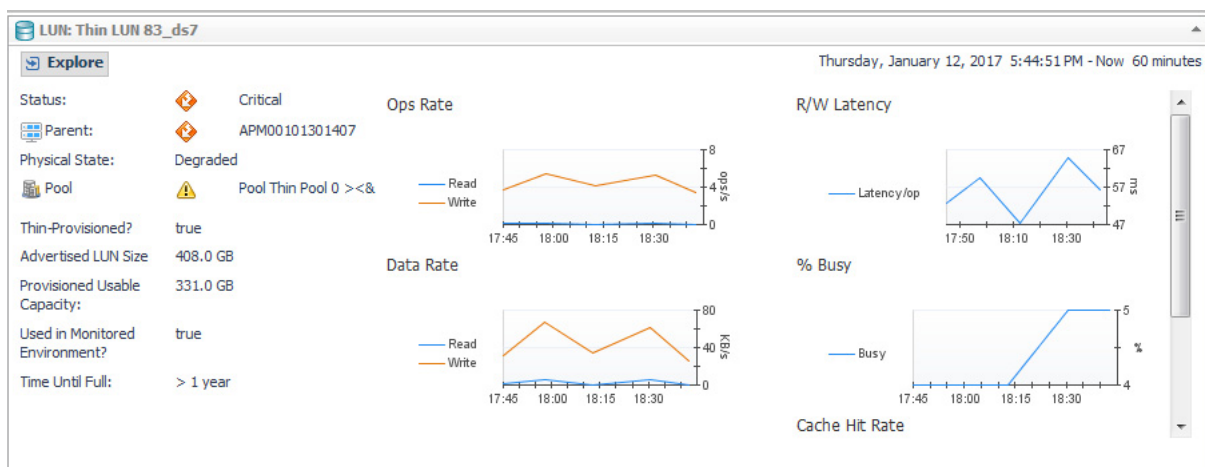 LUN: Thin LUN 83_ds7
Explore
Thursday, January 12, 2017 5:44:51 PM - Now 60 minutes
Status: Critical
Parent: APM00101301407
Physical State: Degraded
Pool Pool Thin Pool 0 ><&
Thin-Provisioned? true
Advertised LUN Size 408.0 GB
Provisioned Usable Capacity: 331.0 GB
Used in Monitored Environment? true
Time Until Full: > 1 year
Ops Rate
Read
Write
8
4
0
ops/s
17:45 18:00 18:15 18:30
Data Rate
Read
Write
80
40
0
KB/s
17:45 18:00 18:15 18:30
R/W Latency
Latency/op
67
57
47
ms
17:50 18:10 18:30
% Busy
Busy
5
4
%
17:45 18:00 18:15 18:30
Cache Hit Rate